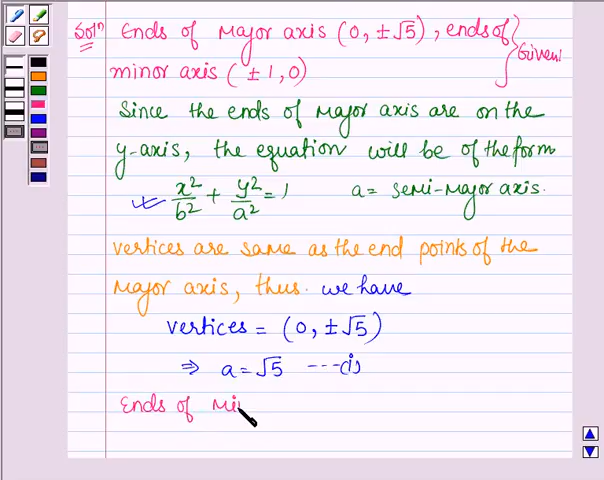 Soln Ends of Major axis (0, ±√5), ends of
minor axis (±1, 0) } Given
Since the ends of Major axis are on the
y-axis, the equation will be of the form
x²/b² + y²/a² = 1 a = semi-Major axis.
vertices are same as the end points of the
Major axis, thus we have
vertices = (0, ±√5)
⇒ a = √5 ---(i)
Ends of Mi